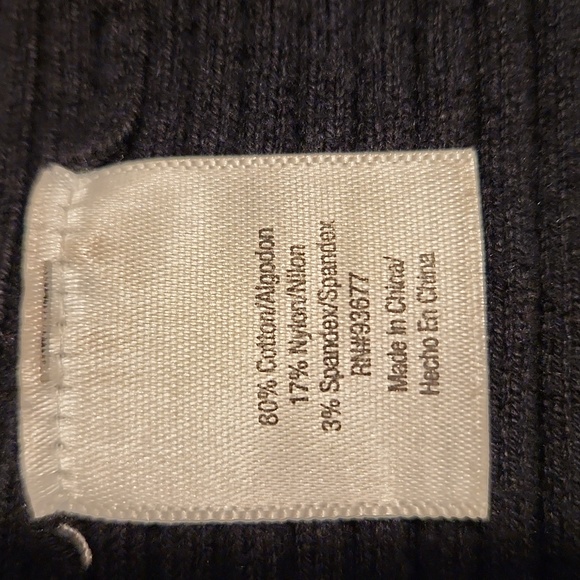 80% Cotton/Algodon
17% Nylon/Nilon
3% Spandex/Spandex
RN#93677
Made In China/
Hecho En China